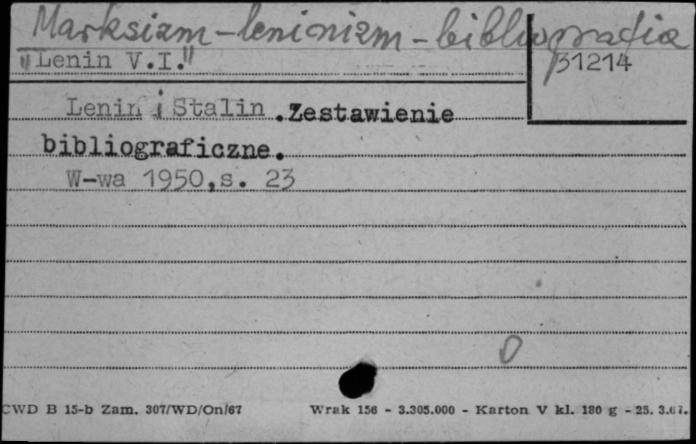 Marksizm-leninizm-bibliografia
"Lenin V.I."
B1214
Lenin i Stalin .Zestawienie
bibliograficzne.
W-wa 1950,s. 23
0
CWD B 15-b Zam. 307/WD/On/67 Wrak 156 - 3.305.000 - Karton V kl. 180 g - 25. 3.67.